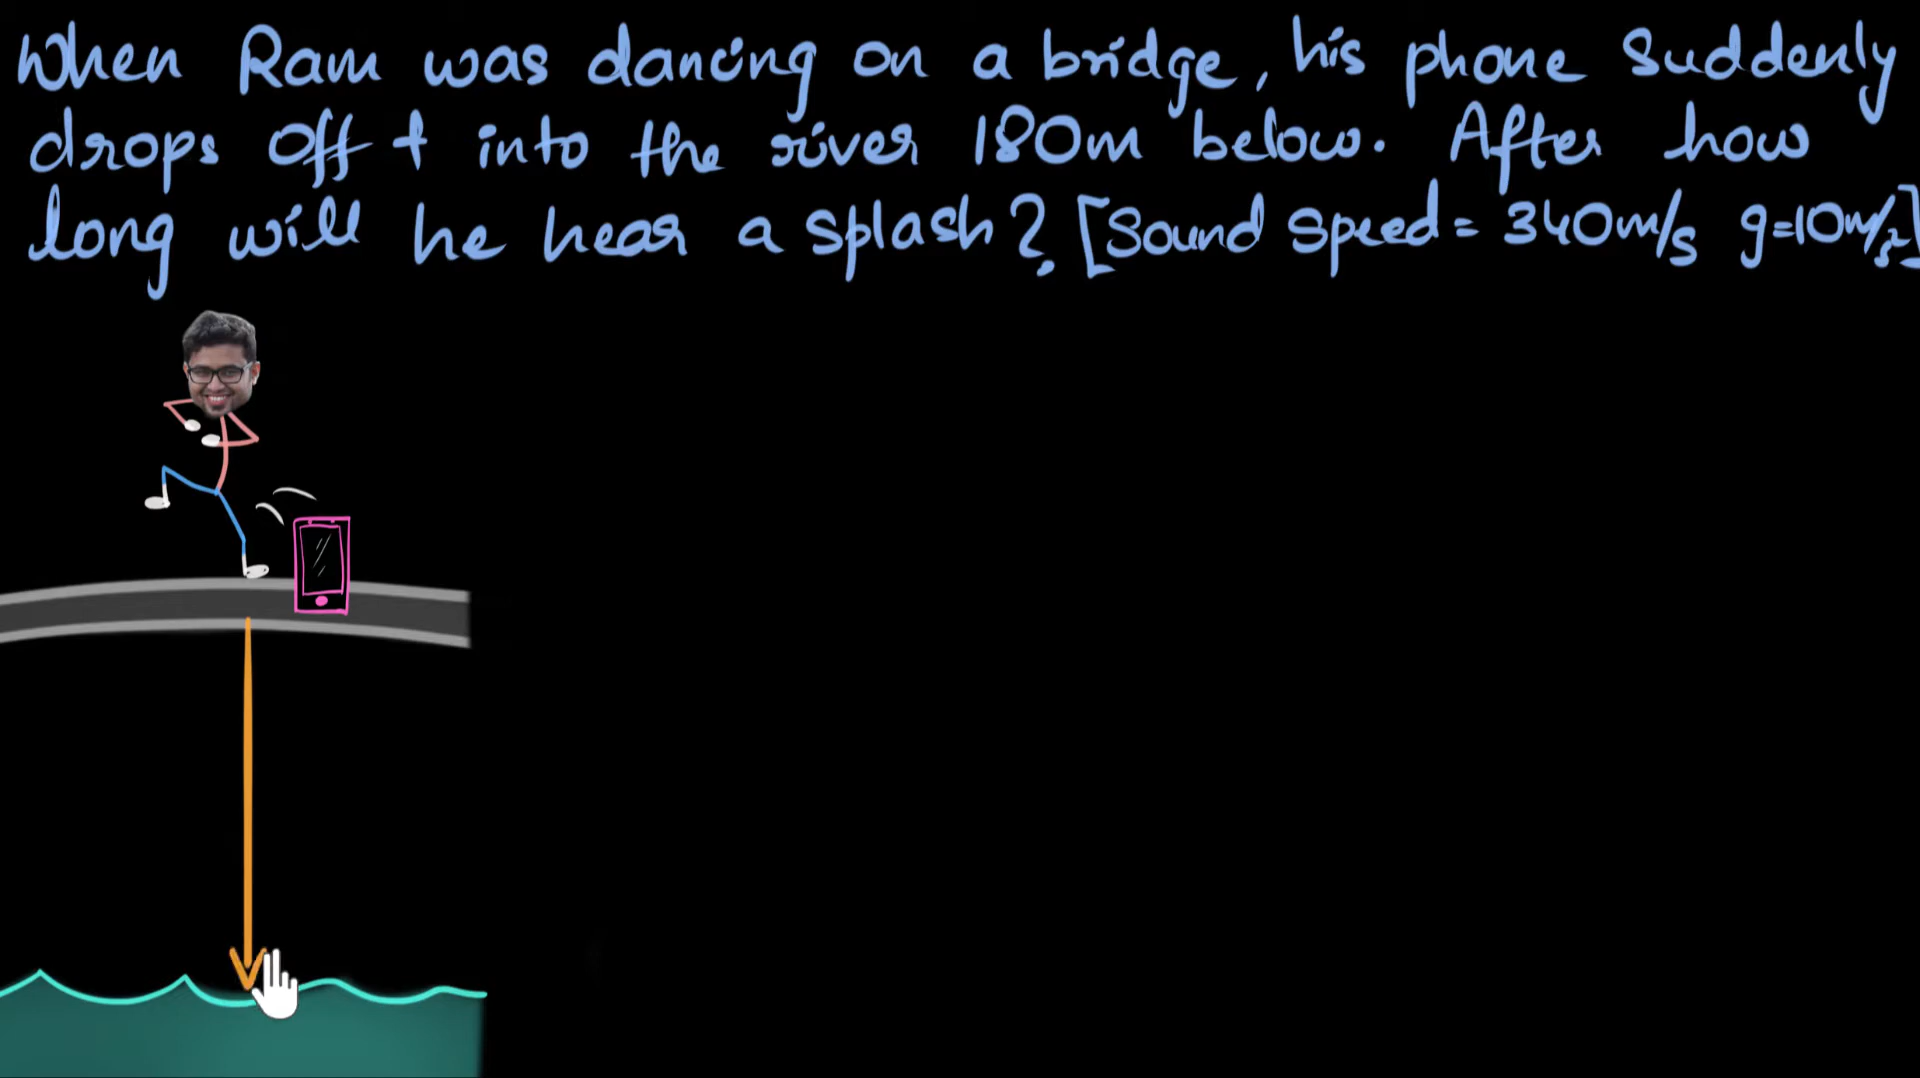 When Ram was dancing on a bridge, his phone suddenly
drops off + into the river 180m below. After how
long will he hear a splash? [Sound speed = 340m/s g=10m/s²]